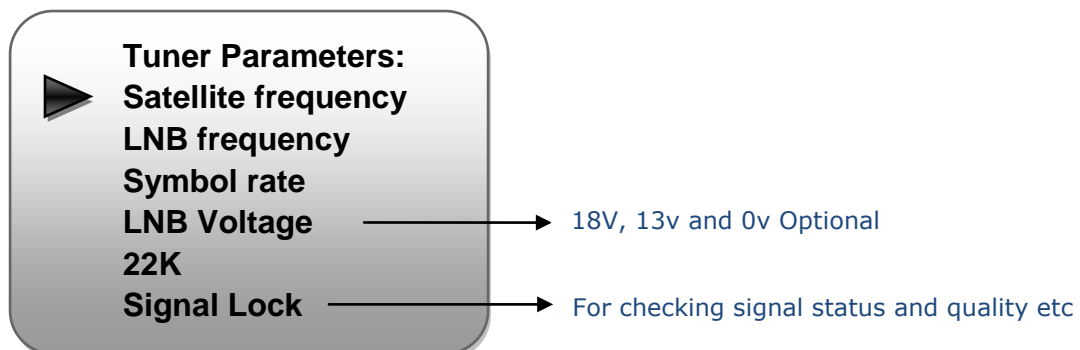 Tuner Parameters:
Satellite frequency
LNB frequency
Symbol rate
LNB Voltage
18V, 13v and 0v Optional
22K
Signal Lock
For checking signal status and quality etc